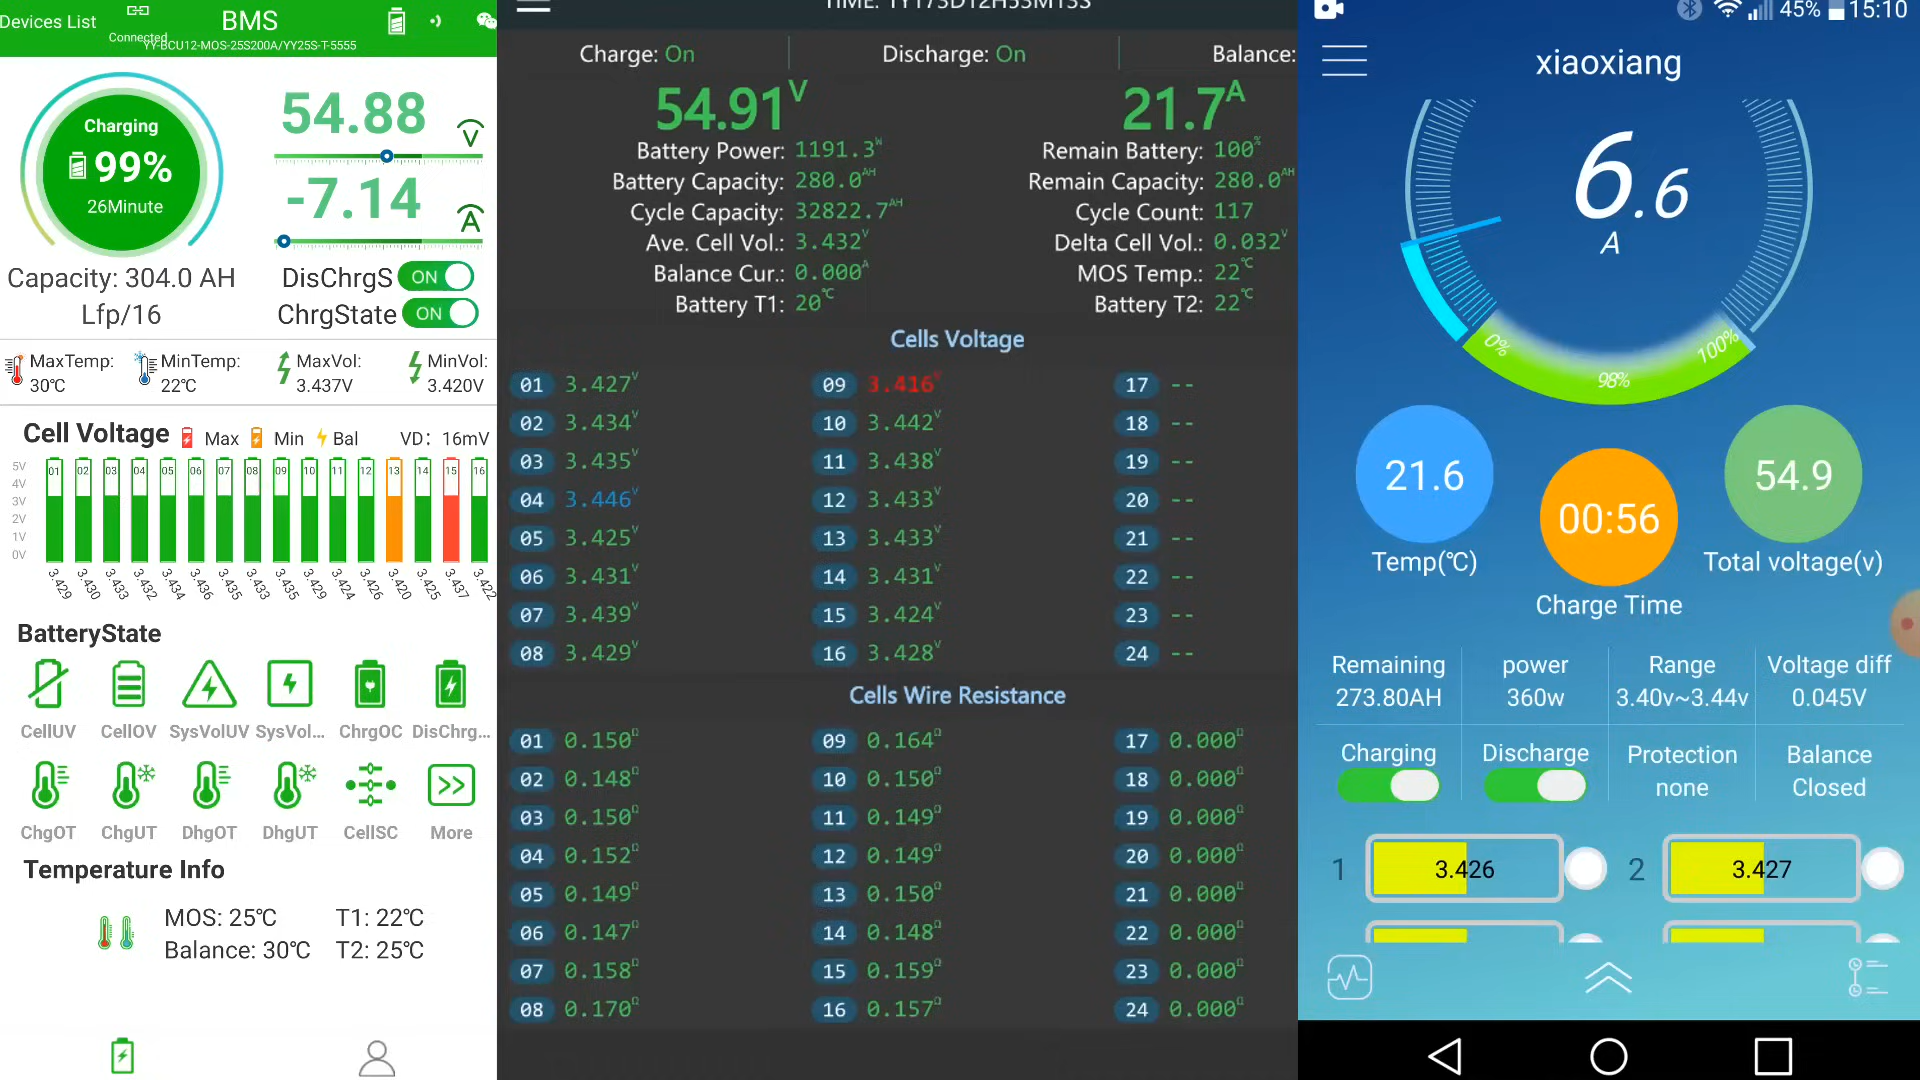 Devices List
Connected
BMS
YY-BCU12-MOS-25S200A/YY25S-T-5555
Charging
99%
26Minute
54.88 V
-7.14 A
Capacity: 304.0 AH
Lfp/16
DisChrgS ON
ChrgState ON
MaxTemp: 30℃
MinTemp: 22℃
MaxVol: 3.437V
MinVol: 3.420V
Cell Voltage Max Min Bal VD: 16mV
5V
4V
3V
2V
1V
0V
01 02 03 04 05 06 07 08 09 10 11 12 13 14 15 16
3.429 3.430 3.433 3.432 3.434 3.436 3.435 3.433 3.435 3.429 3.424 3.426 3.420 3.425 3.437 3.422
BatteryState
CellUV CellOV SysVolUV SysVol... ChrgOC DisChrg...
ChgOT ChgUT DhgOT DhgUT CellSC More
Temperature Info
MOS: 25℃ T1: 22℃
Balance: 30℃ T2: 25℃
TIME: 1Y173D12H53M13S
Charge: On Discharge: On Balance:
54.91V 21.7A
Battery Power: 1191.3W Remain Battery: 100%
Battery Capacity: 280.0AH Remain Capacity: 280.0AH
Cycle Capacity: 32822.7AH Cycle Count: 117
Ave. Cell Vol.: 3.432V Delta Cell Vol.: 0.032V
Balance Cur.: 0.000A MOS Temp.: 22℃
Battery T1: 20℃ Battery T2: 22℃
Cells Voltage
01 3.427V 09 3.416V 17 --
02 3.434V 10 3.442V 18 --
03 3.435V 11 3.438V 19 --
04 3.446V 12 3.433V 20 --
05 3.425V 13 3.433V 21 --
06 3.431V 14 3.431V 22 --
07 3.439V 15 3.424V 23 --
08 3.429V 16 3.428V 24 --
Cells Wire Resistance
01 0.150Ω 09 0.164Ω 17 0.000Ω
02 0.148Ω 10 0.150Ω 18 0.000Ω
03 0.150Ω 11 0.149Ω 19 0.000Ω
04 0.152Ω 12 0.149Ω 20 0.000Ω
05 0.149Ω 13 0.150Ω 21 0.000Ω
06 0.147Ω 14 0.148Ω 22 0.000Ω
07 0.158Ω 15 0.159Ω 23 0.000Ω
08 0.170Ω 16 0.157Ω 24 0.000Ω
45% 15:10
xiaoxiang
6.6
A
0% 98% 100%
21.6
Temp(℃)
00:56
Charge Time
54.9
Total voltage(v)
Remaining power Range Voltage diff
273.80AH 360w 3.40v~3.44v 0.045V
Charging Discharge Protection Balance
none Closed
1 3.426 2 3.427